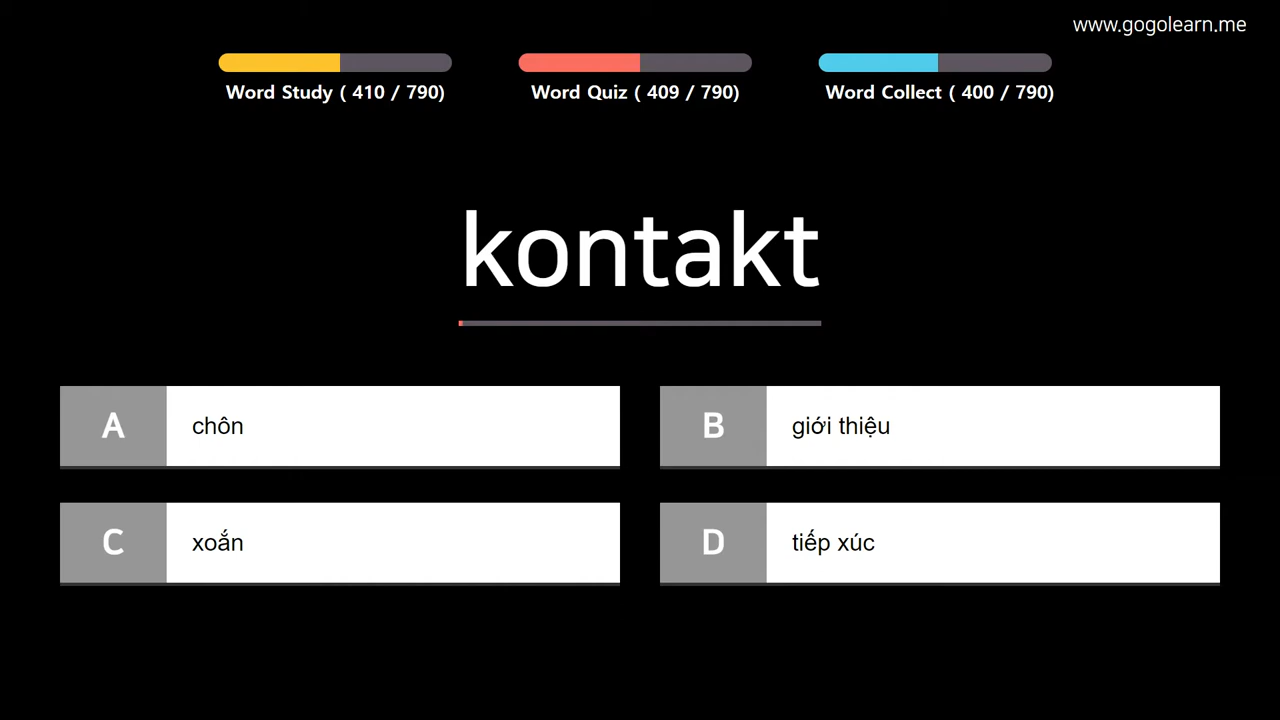 www.gogolearn.me
Word Study ( 410 / 790)
Word Quiz ( 409 / 790)
Word Collect ( 400 / 790)
kontakt
A chôn
B giới thiệu
C xoắn
D tiếp xúc